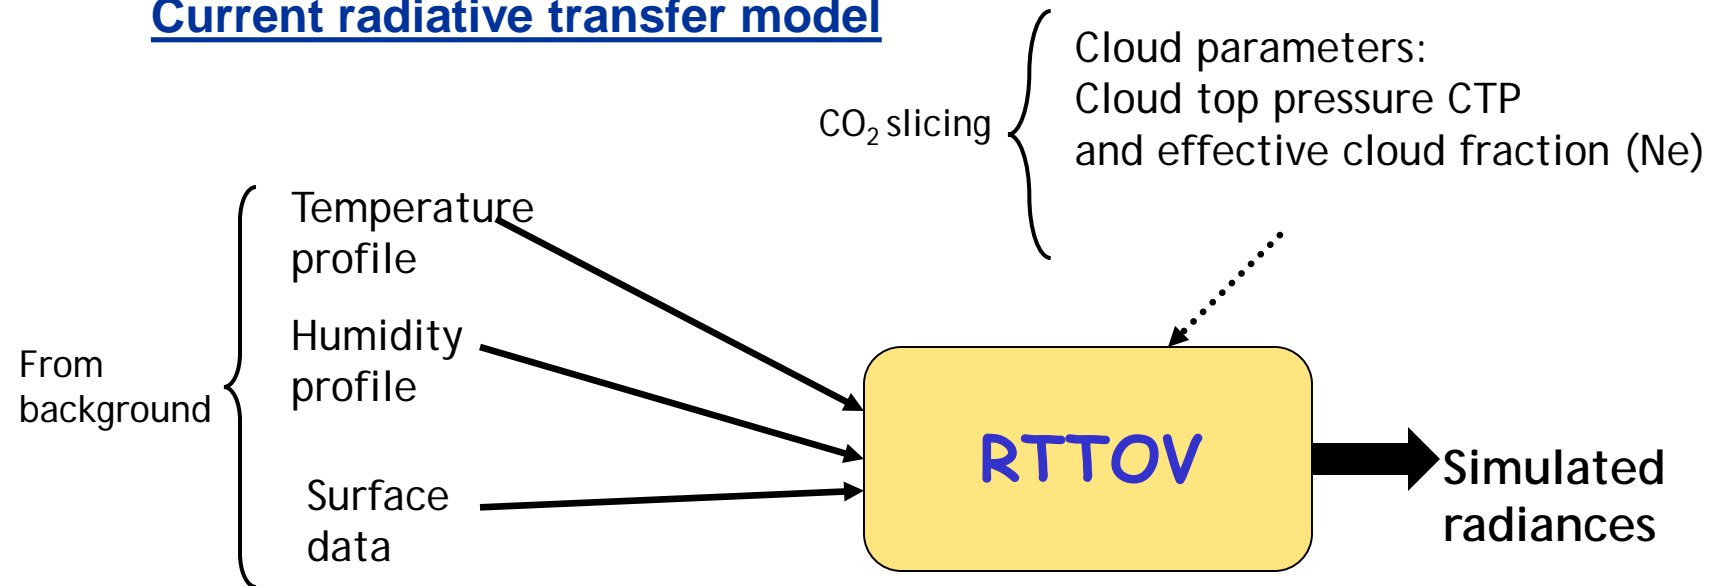 Current radiative transfer model
Cloud parameters:
Cloud top pressure CTP
and effective cloud fraction (Ne)
CO₂ slicing
Temperature
profile
Humidity
profile
From
background
Surface
data
RTTOV
Simulated
radiances